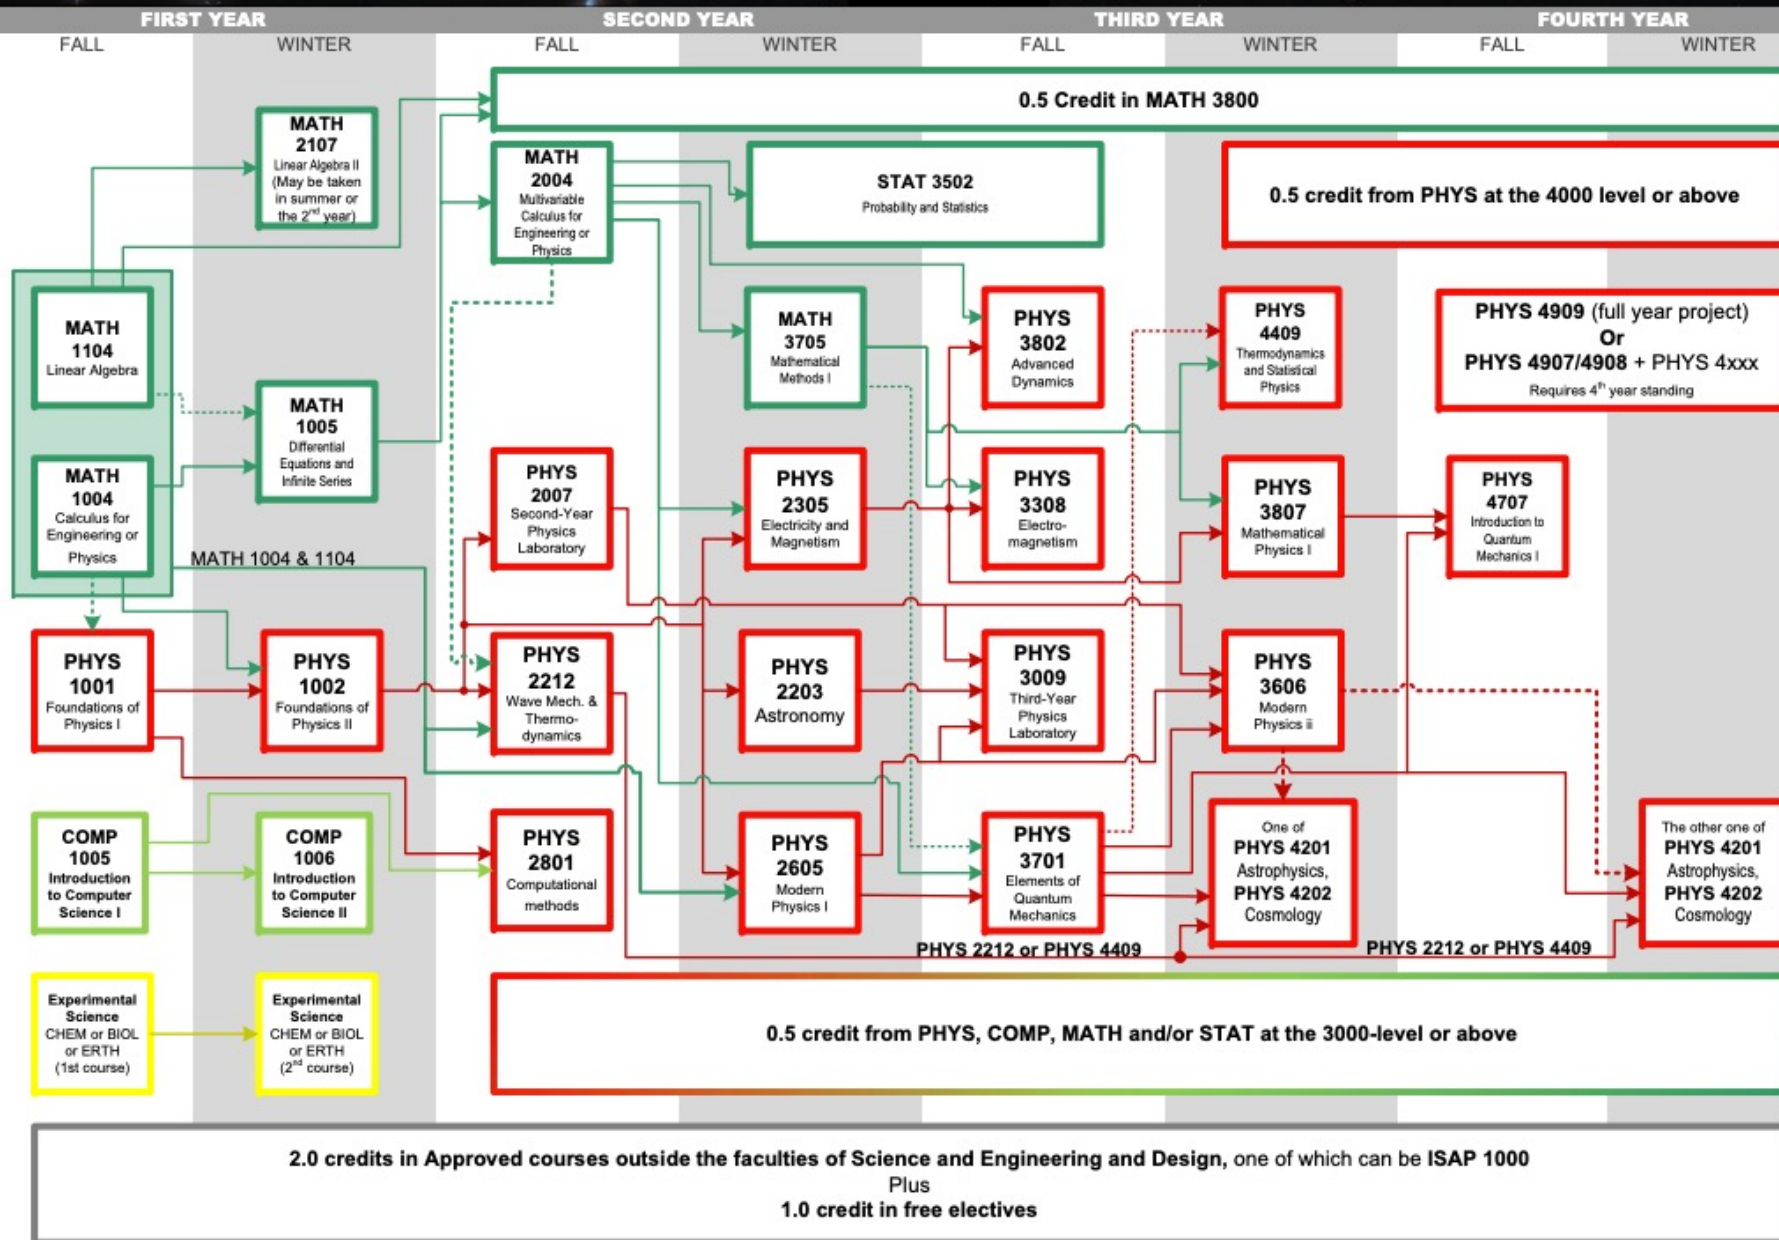 FIRST YEAR
SECOND YEAR
THIRD YEAR
FOURTH YEAR
FALL
WINTER
FALL
WINTER
FALL
WINTER
FALL
WINTER
0.5 Credit in MATH 3800
MATH
2107
Linear Algebra II
(May be taken
in summer or
the 2nd year)
MATH
2004
Multivariable
Calculus for
Engineering or
Physics
STAT 3502
Probability and Statistics
0.5 credit from PHYS at the 4000 level or above
MATH
1104
Linear Algebra
MATH
1005
Differential
Equations and
Infinite Series
MATH
3705
Mathematical
Methods I
PHYS
3802
Advanced
Dynamics
PHYS
4409
Thermodynamics
and Statistical
Physics
PHYS 4909 (full year project)
Or
PHYS 4907/4908 + PHYS 4xxx
Requires 4th year standing
MATH
1004
Calculus for
Engineering or
Physics
MATH 1004 & 1104
PHYS
2007
Second-Year
Physics
Laboratory
PHYS
2305
Electricity and
Magnetism
PHYS
3308
Electro-
magnetism
PHYS
3807
Mathematical
Physics I
PHYS
4707
Introduction to
Quantum
Mechanics I
PHYS
1001
Foundations of
Physics I
PHYS
1002
Foundations of
Physics II
PHYS
2212
Wave Mech. &
Thermo-
dynamics
PHYS
2203
Astronomy
PHYS
3009
Third-Year
Physics
Laboratory
PHYS
3606
Modern
Physics ii
COMP
1005
Introduction
to Computer
Science I
COMP
1006
Introduction
to Computer
Science II
PHYS
2801
Computational
methods
PHYS
2605
Modern
Physics I
PHYS
3701
Elements of
Quantum
Mechanics
One of
PHYS 4201
Astrophysics,
PHYS 4202
Cosmology
The other one of
PHYS 4201
Astrophysics,
PHYS 4202
Cosmology
PHYS 2212 or PHYS 4409
PHYS 2212 or PHYS 4409
Experimental
Science
CHEM or BIOL
or ERTH
(1st course)
Experimental
Science
CHEM or BIOL
or ERTH
(2nd course)
0.5 credit from PHYS, COMP, MATH and/or STAT at the 3000-level or above
2.0 credits in Approved courses outside the faculties of Science and Engineering and Design, one of which can be ISAP 1000
Plus
1.0 credit in free electives